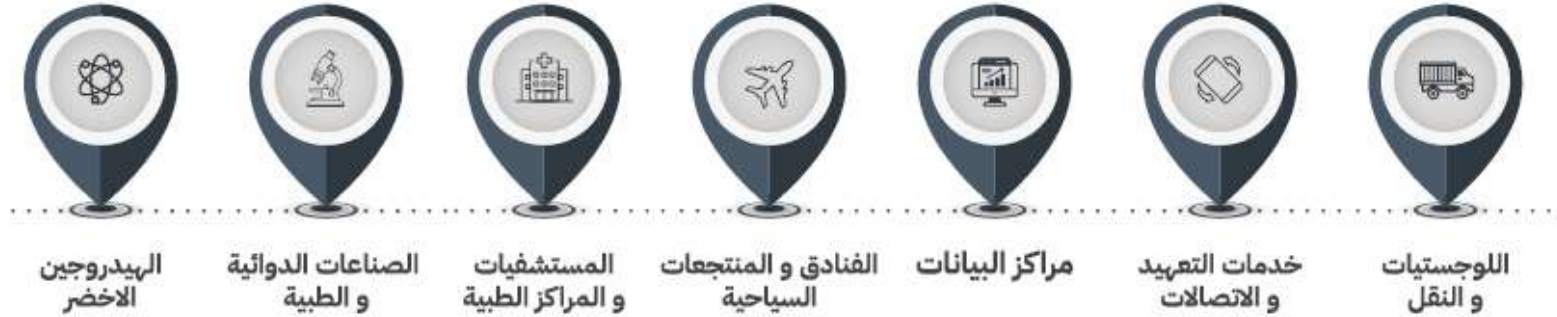 اللوجستيات
و النقل
خدمات التعهيد
و الاتصالات
مراكز البيانات
الفنادق و المنتجعات
السياحية
المستشفيات
و المراكز الطبية
الصناعات الدوائية
و الطبية
الهيدروجين
الاخضر